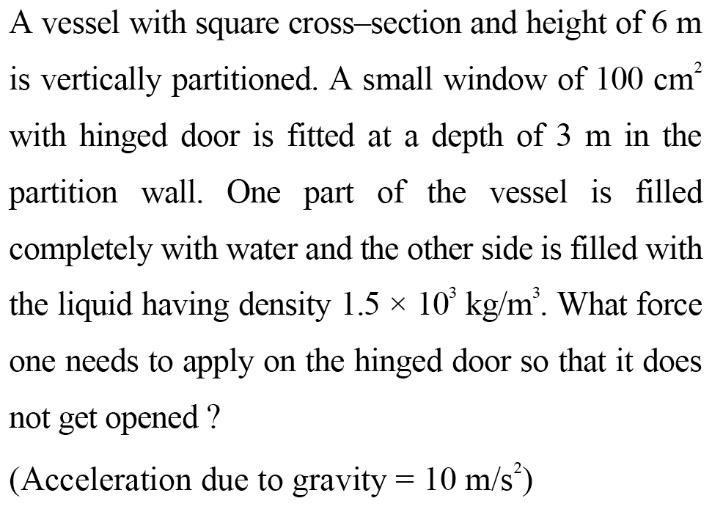 A vessel with square cross–section and height of 6 m
is vertically partitioned. A small window of 100 cm²
with hinged door is fitted at a depth of 3 m in the
partition wall. One part of the vessel is filled
completely with water and the other side is filled with
the liquid having density 1.5 × 10³ kg/m³. What force
one needs to apply on the hinged door so that it does
not get opened ?
(Acceleration due to gravity = 10 m/s²)